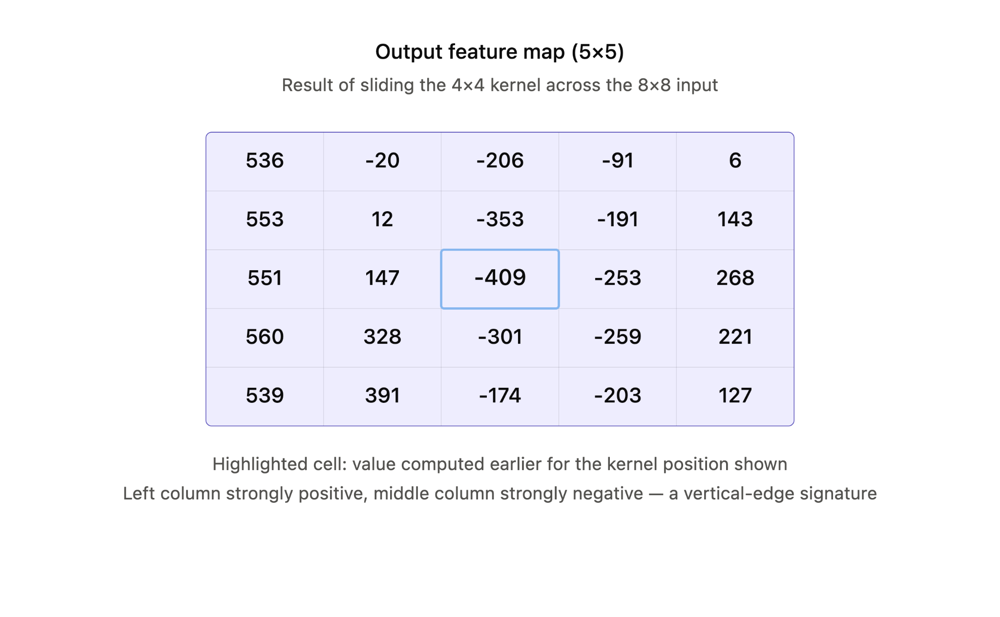 Output feature map (5×5)
Result of sliding the 4×4 kernel across the 8×8 input
536 -20 -206 -91 6
553 12 -353 -191 143
551 147 -409 -253 268
560 328 -301 -259 221
539 391 -174 -203 127
Highlighted cell: value computed earlier for the kernel position shown
Left column strongly positive, middle column strongly negative — a vertical-edge signature